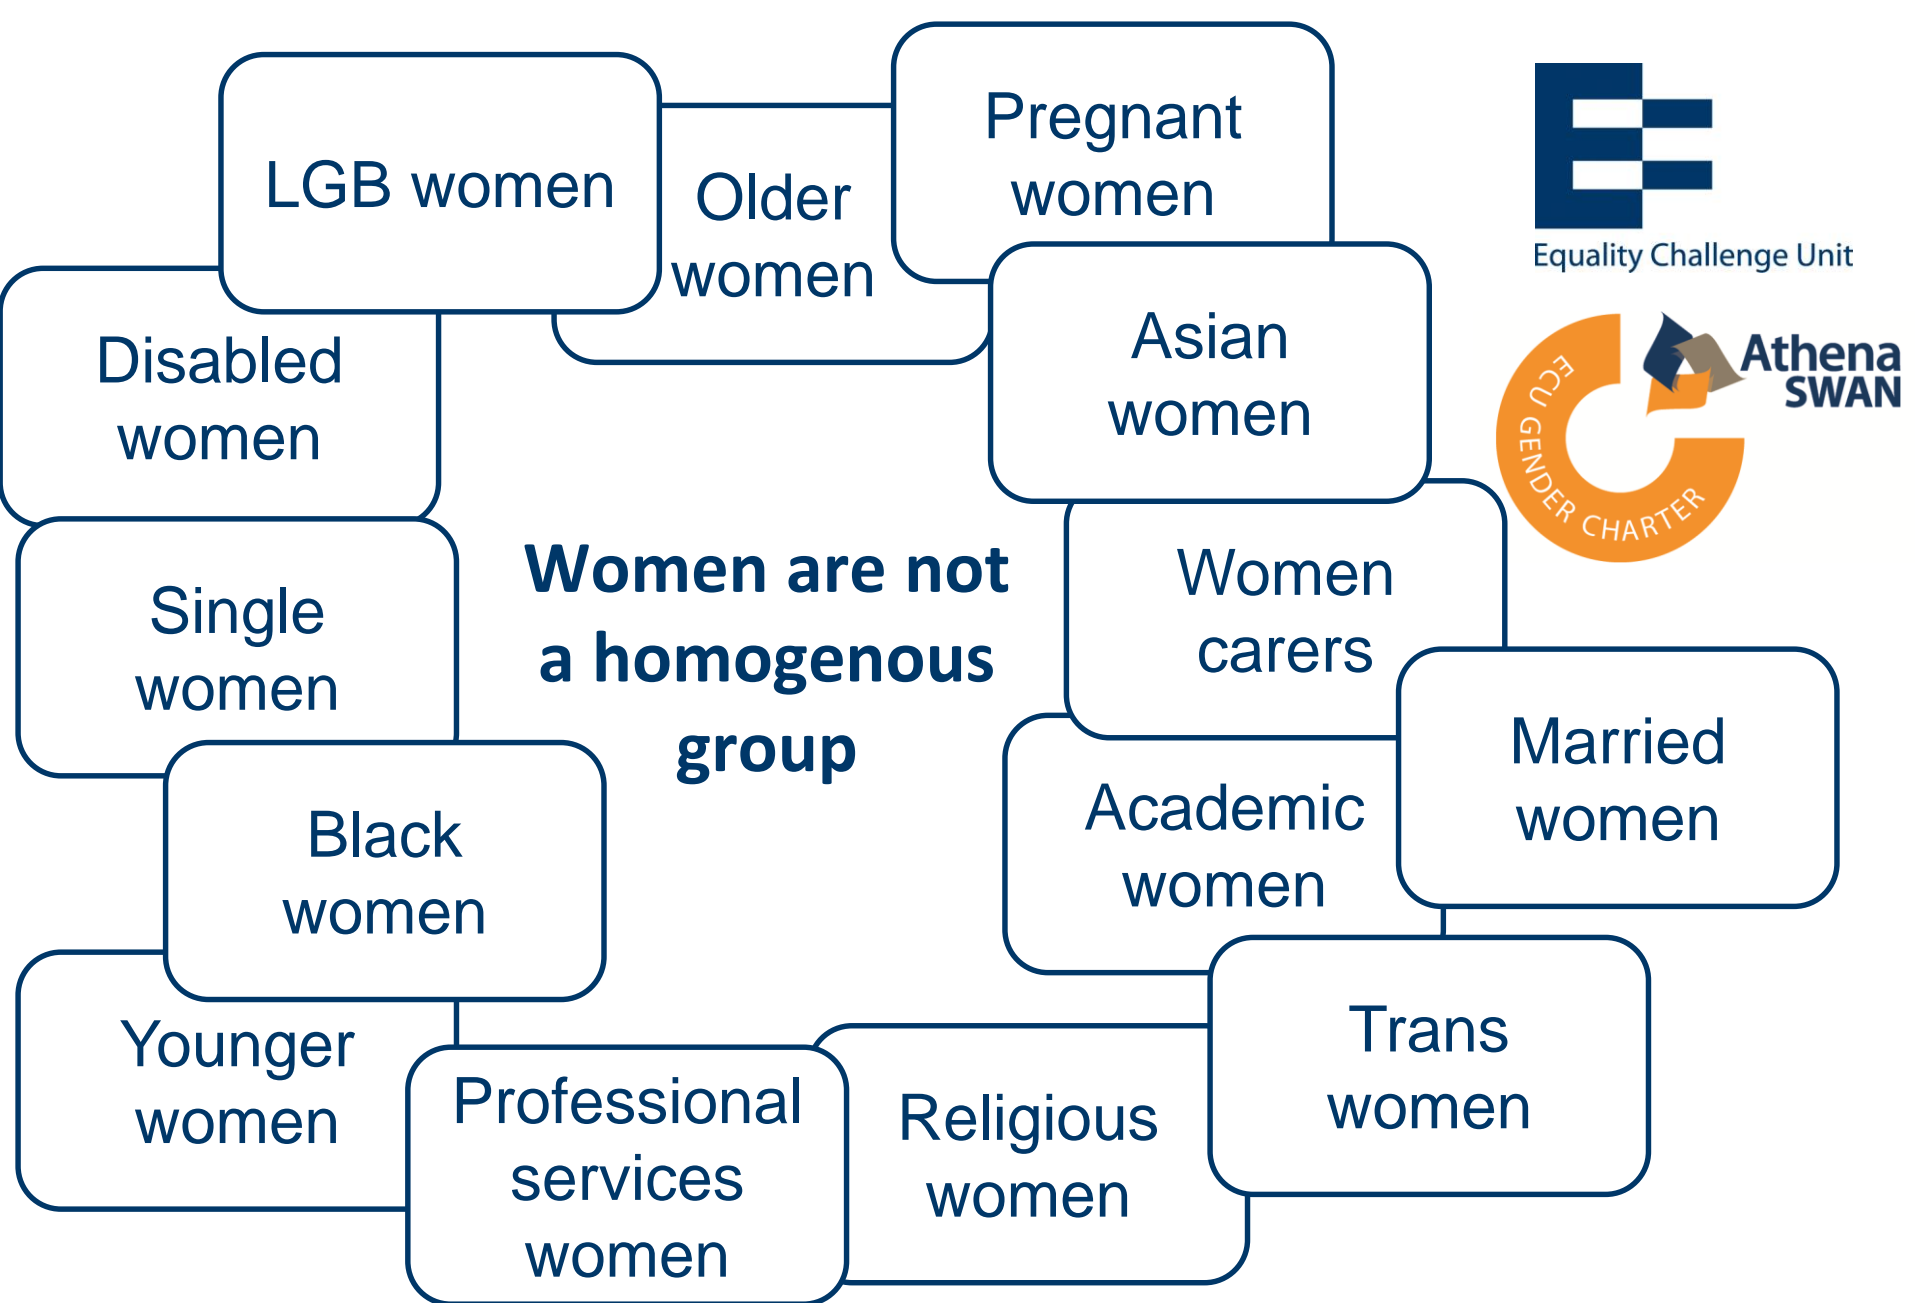 LGB women
Older
women
Pregnant
women
Equality Challenge Unit
Athena
SWAN
ECU GENDER CHARTER
Disabled
women
Asian
women
Single
women
Women are not
a homogenous
group
Women
carers
Married
women
Black
women
Academic
women
Younger
women
Professional
services
women
Religious
women
Trans
women